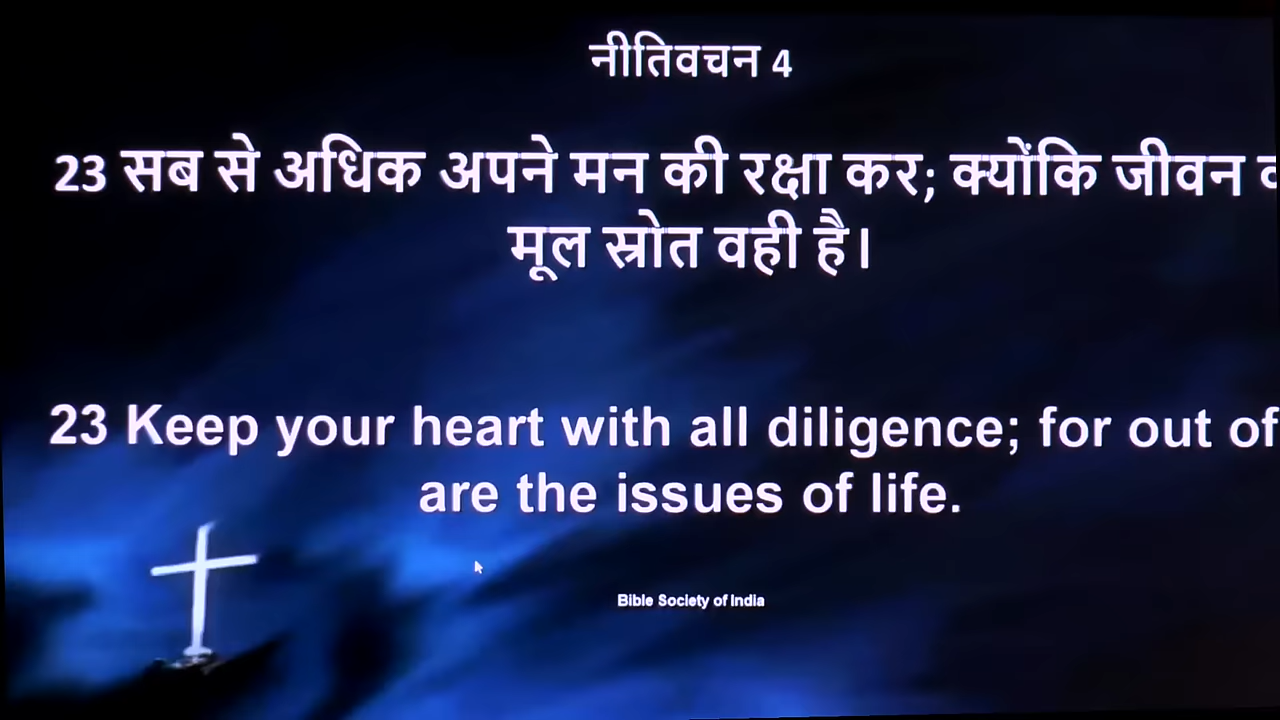 नीतिवचन 4
23 सब से अधिक अपने मन की रक्षा कर; क्योंकि जीवन
मूल स्रोत वही है।
23 Keep your heart with all diligence; for out of
are the issues of life.
Bible Society of India